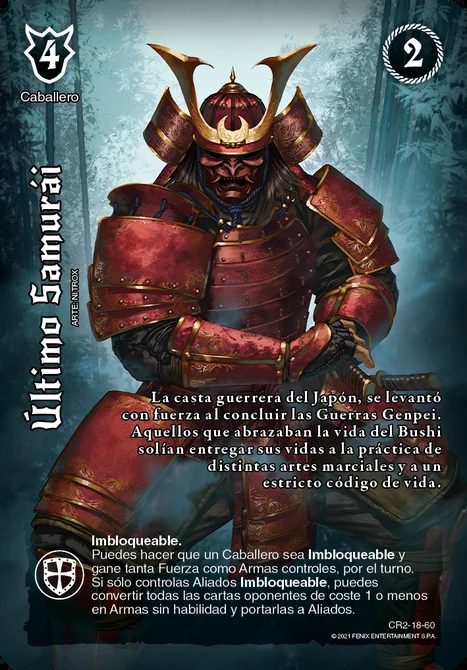 4
Caballero
2
Último Samurái
ARTE: NITROX
La casta guerrera del Japón, se levantó
con fuerza al concluir las Guerras Genpei.
Aquellos que abrazaban la vida del Bushi
solían entregar sus vidas a la práctica de
distintas artes marciales y a un
estricto código de vida.
Imbloqueable.
Puedes hacer que un Caballero sea Imbloqueable y
gane tanta Fuerza como Armas controles, por el turno.
Si sólo controlas Aliados Imbloqueable, puedes
convertir todas las cartas oponentes de coste 1 o menos
en Armas sin habilidad y portarlas a Aliados.
CR2-18-60
© 2021 FENIX ENTERTAINMENT S.P.A.